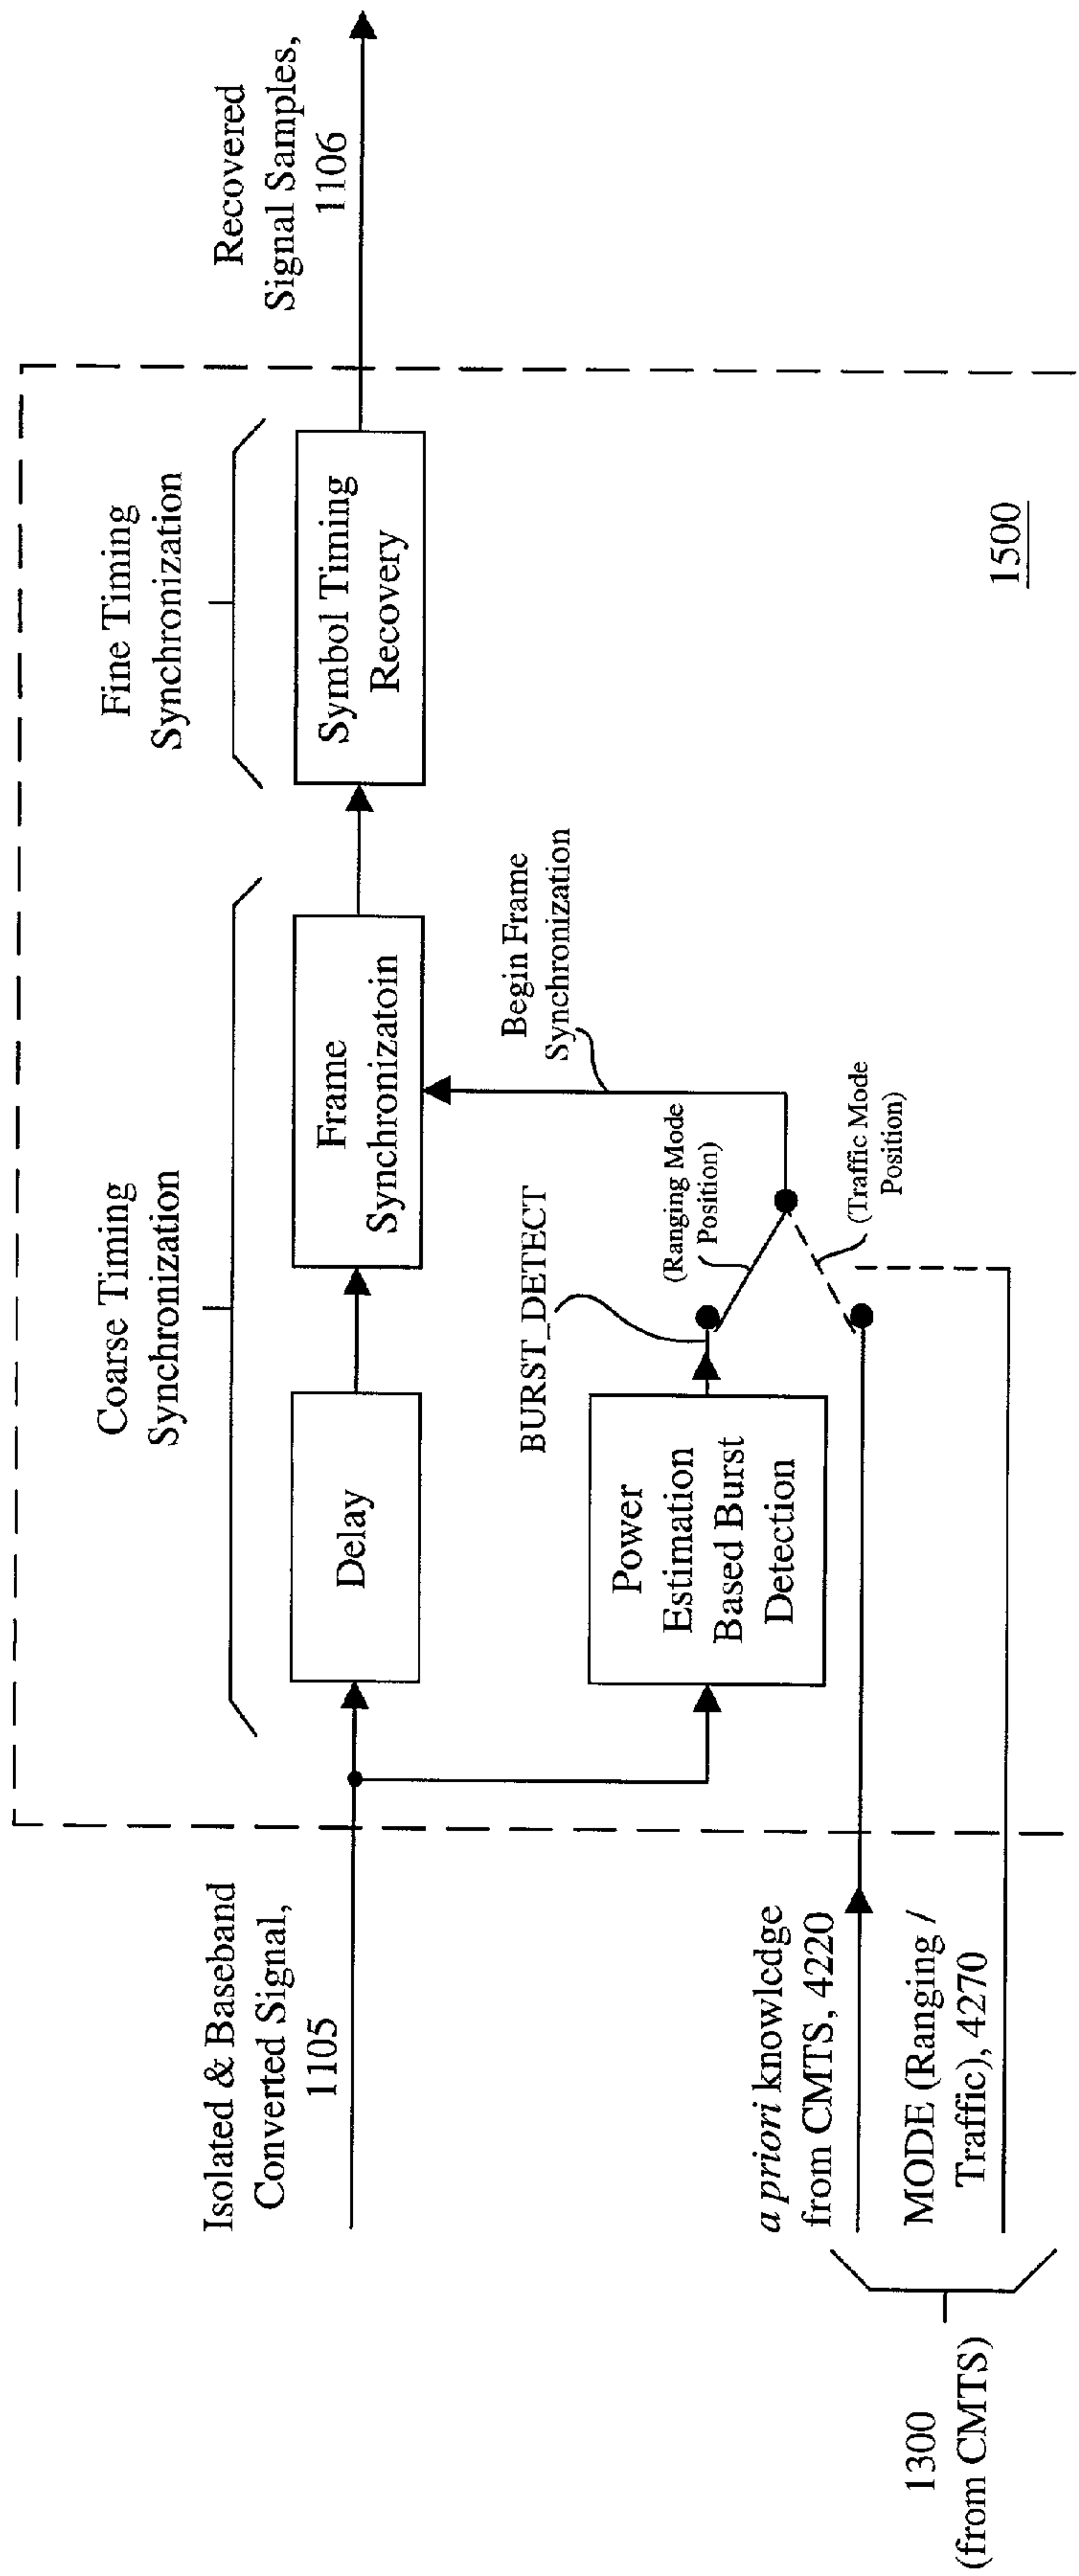 Isolated & Baseband
Converted Signal,
1105
Coarse Timing
Synchronization
Fine Timing
Synchronization
Recovered
Signal Samples,
1106
Delay
Frame
Synchronizatoin
Symbol Timing
Recovery
Begin Frame
Synchronization
Power
Estimation
Based Burst
Detection
BURST_DETECT
(Ranging Mode
Position)
(Traffic Mode
Position)
a priori knowledge
from CMTS, 4220
MODE (Ranging /
Traffic), 4270
1300
(from CMTS)
1500